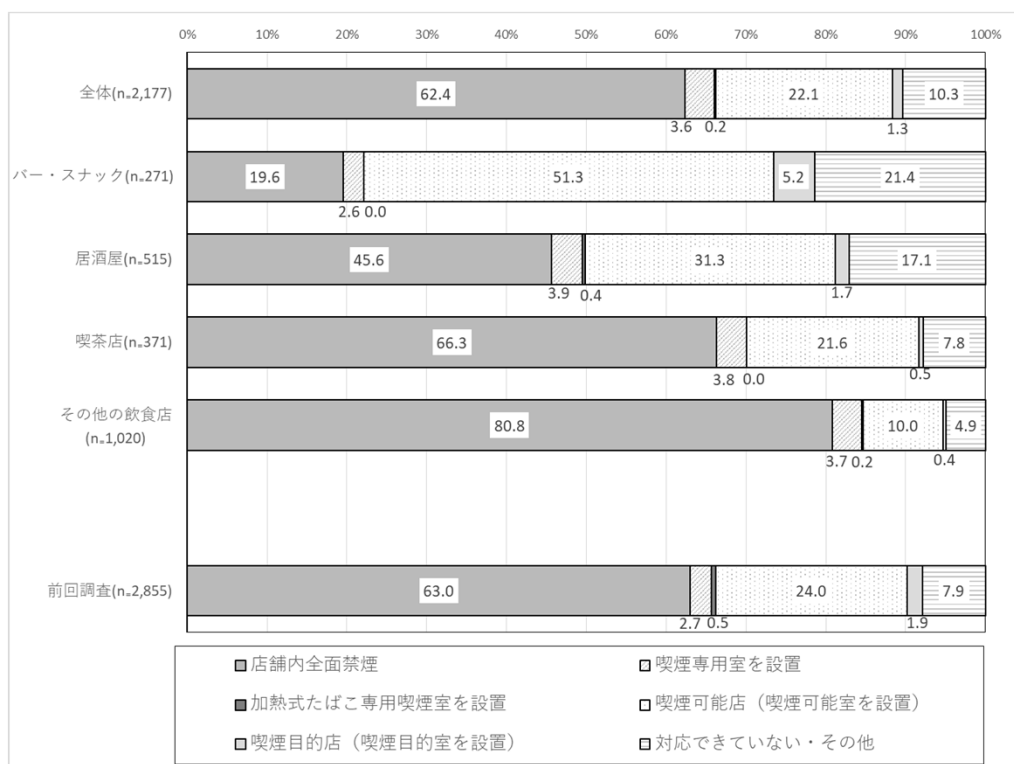 0% 10% 20% 30% 40% 50% 60% 70% 80% 90% 100%
全体(n=2,177) 62.4 22.1 10.3
3.6 0.2 1.3
バー・スナック(n=271) 19.6 51.3 5.2 21.4
2.6 0.0
居酒屋(n=515) 45.6 31.3 17.1
3.9 0.4 1.7
喫茶店(n=371) 66.3 21.6 7.8
3.8 0.0 0.5
その他の飲食店
(n=1,020) 80.8 10.0 4.9
3.7 0.2 0.4
前回調査(n=2,855) 63.0 24.0 7.9
2.7 0.5 1.9
店舗内全面禁煙 喫煙専用室を設置
加熱式たばこ専用喫煙室を設置 喫煙可能店（喫煙可能室を設置）
喫煙目的店（喫煙目的室を設置） 対応できていない・その他